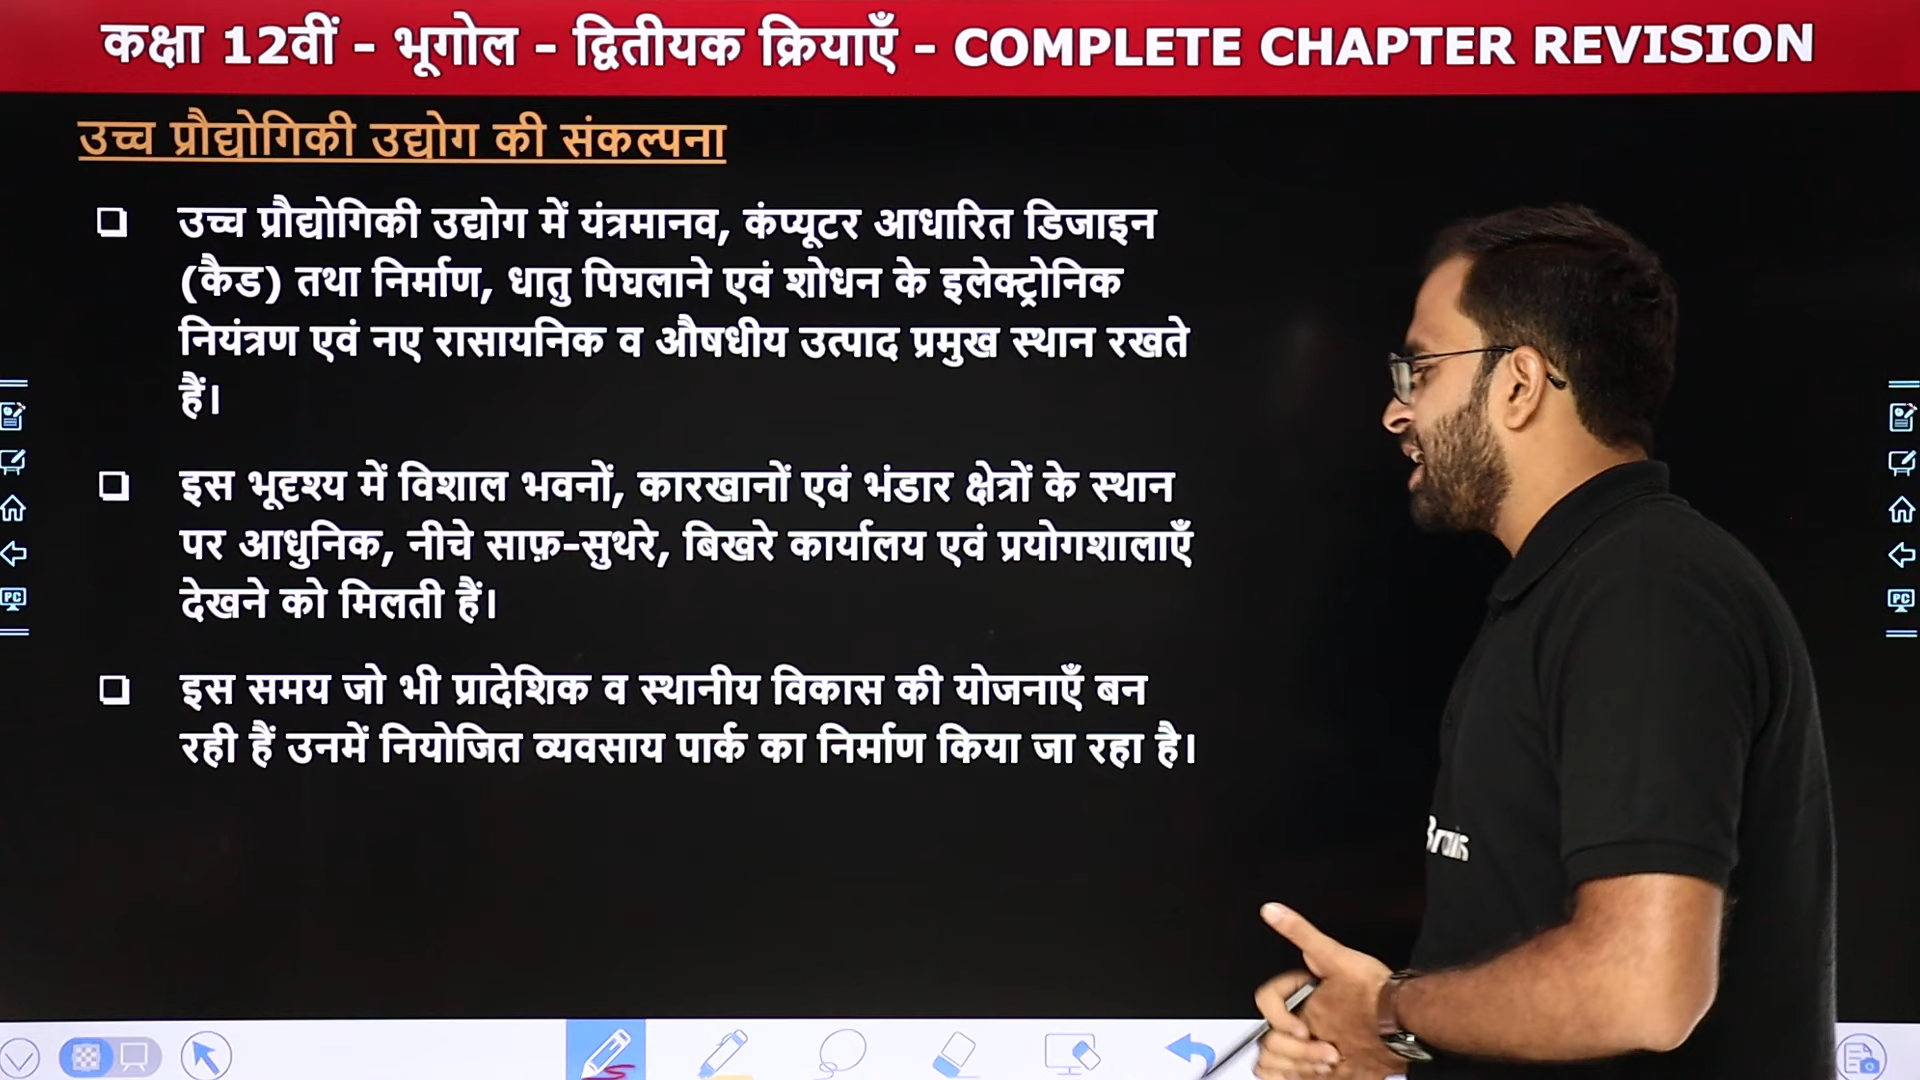 कक्षा 12वीं - भूगोल - द्वितीयक क्रियाएँ - COMPLETE CHAPTER REVISION
उच्च प्रौद्योगिकी उद्योग की संकल्पना
❑ उच्च प्रौद्योगिकी उद्योग में यंत्रमानव, कंप्यूटर आधारित डिजाइन
(कैड) तथा निर्माण, धातु पिघलाने एवं शोधन के इलेक्ट्रोनिक
नियंत्रण एवं नए रासायनिक व औषधीय उत्पाद प्रमुख स्थान रखते
हैं।
❑ इस भूदृश्य में विशाल भवनों, कारखानों एवं भंडार क्षेत्रों के स्थान
पर आधुनिक, नीचे साफ़-सुथरे, बिखरे कार्यालय एवं प्रयोगशालाएँ
देखने को मिलती हैं।
❑ इस समय जो भी प्रादेशिक व स्थानीय विकास की योजनाएँ बन
रही हैं उनमें नियोजित व्यवसाय पार्क का निर्माण किया जा रहा है।
PC
PC